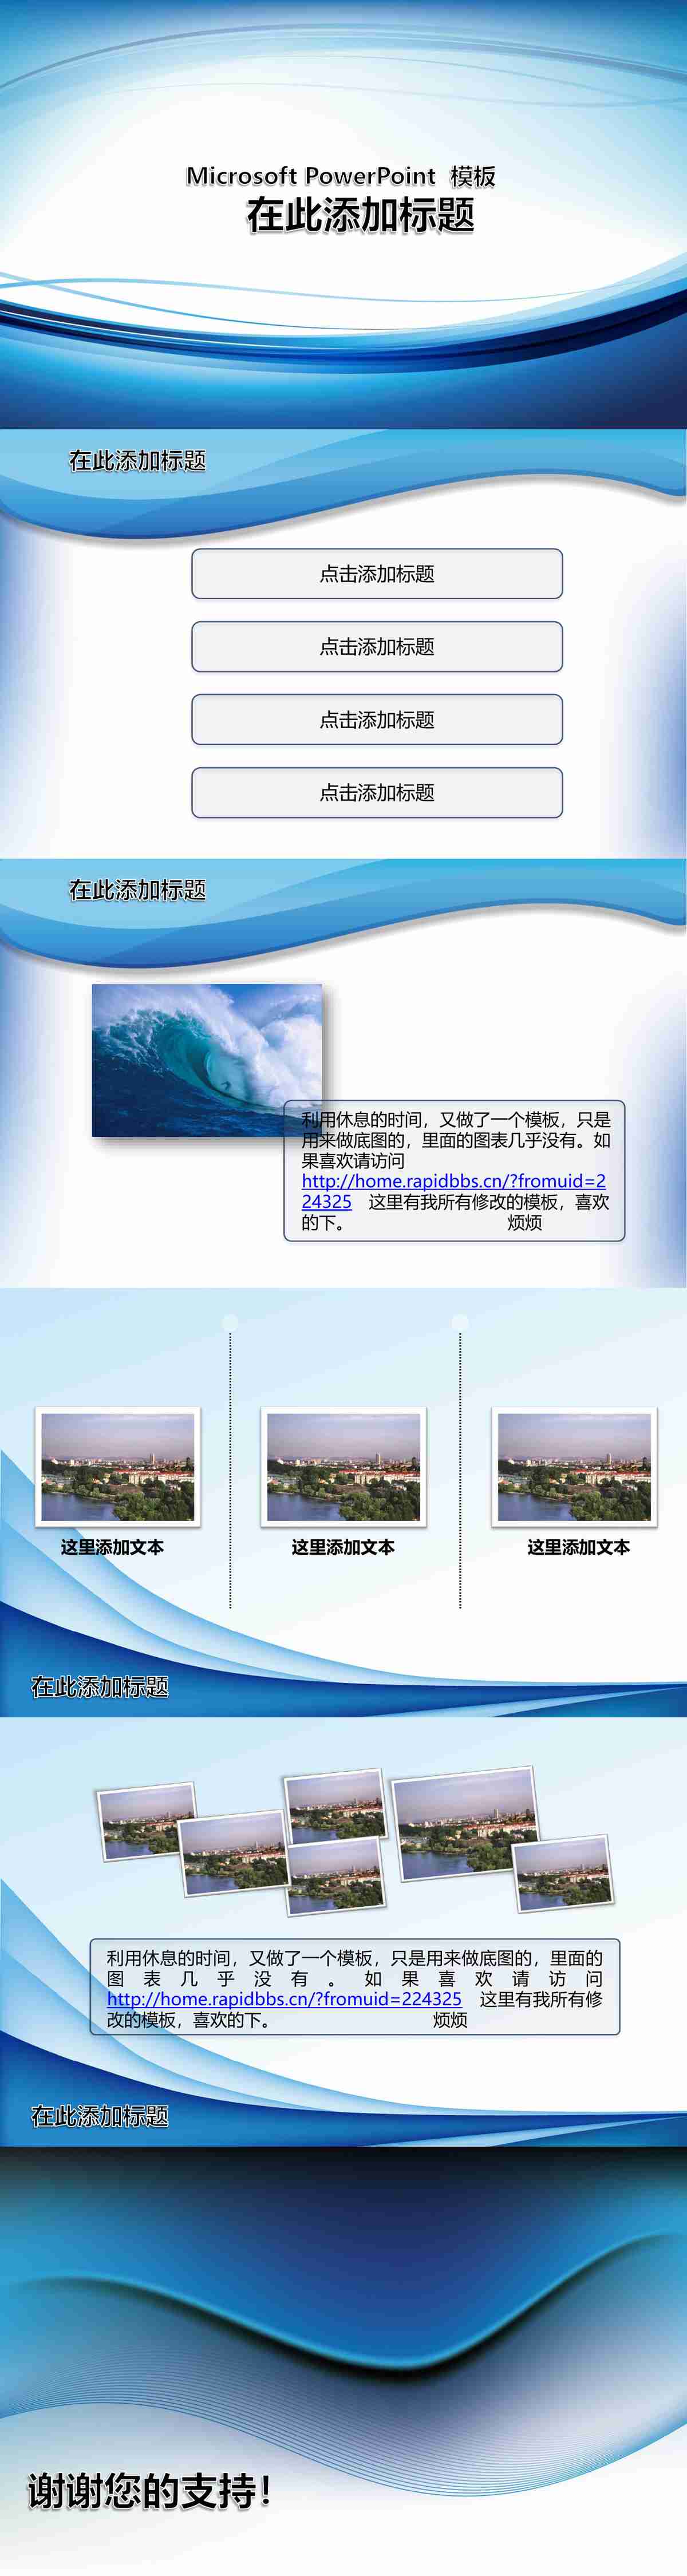 Microsoft PowerPoint 模板
在此添加标题
在此添加标题
点击添加标题
点击添加标题
点击添加标题
点击添加标题
在此添加标题
利用休息的时间，又做了一个模板，只是
用来做底图的，里面的图表几乎没有。如
果喜欢请访问
http://home.rapidbbs.cn/?fromuid=2
24325 这里有我所有修改的模板，喜欢
的下。 烦烦
这里添加文本
这里添加文本
这里添加文本
在此添加标题
利用休息的时间，又做了一个模板，只是用来做底图的，里面的
图表几乎没有。如果喜欢请访问
http://home.rapidbbs.cn/?fromuid=224325 这里有我所有修
改的模板，喜欢的下。 烦烦
在此添加标题
谢谢您的支持！